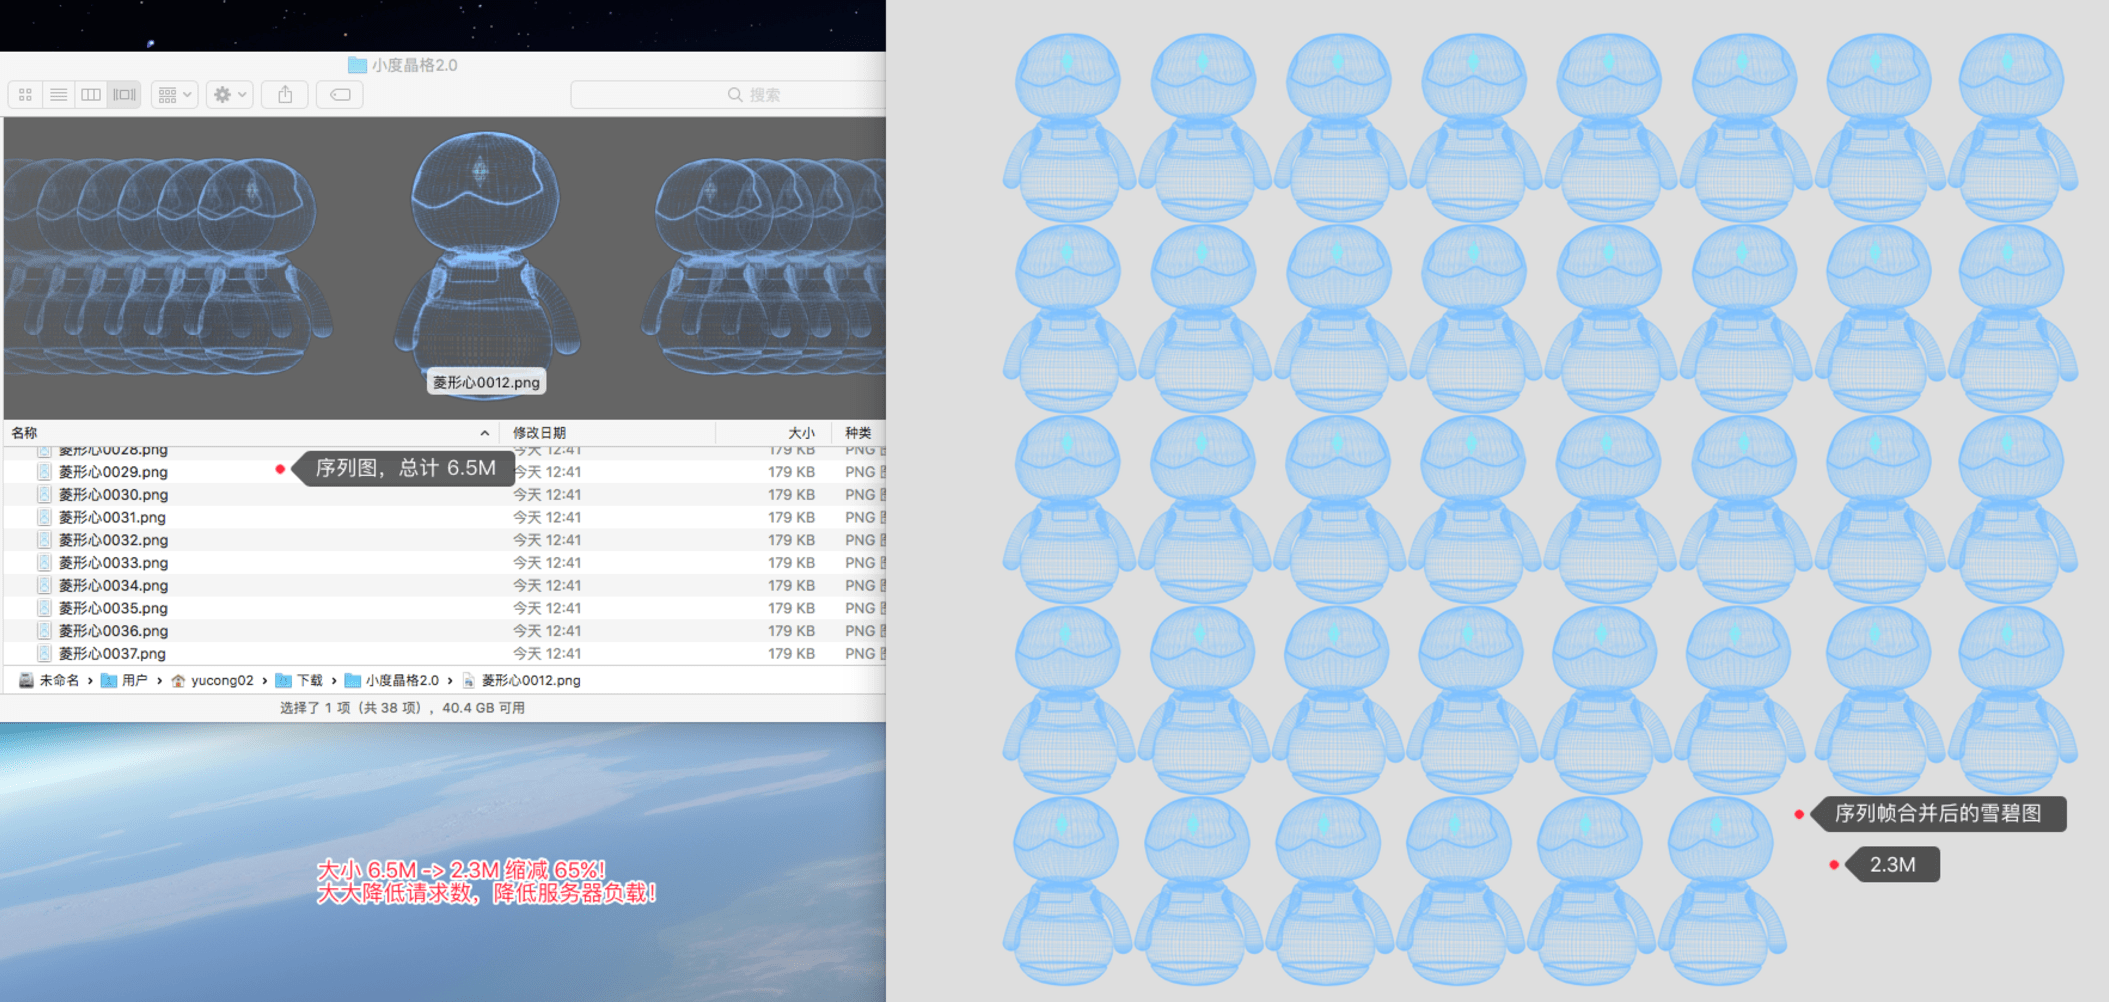 小度晶格2.0
搜索
菱形心0012.png
名称 修改日期 大小 种类
菱形心0028.png 今天 12:41 179 KB PNG
菱形心0029.png 今天 12:41 179 KB PNG
序列图，总计 6.5M
菱形心0030.png 今天 12:41 179 KB PNG
菱形心0031.png 今天 12:41 179 KB PNG
菱形心0032.png 今天 12:41 179 KB PNG
菱形心0033.png 今天 12:41 179 KB PNG
菱形心0034.png 今天 12:41 179 KB PNG
菱形心0035.png 今天 12:41 179 KB PNG
菱形心0036.png 今天 12:41 179 KB PNG
菱形心0037.png 今天 12:41 179 KB PNG
未命名 › 用户 › yucong02 › 下载 › 小度晶格2.0 › 菱形心0012.png
选择了 1 项（共 38 项），40.4 GB 可用
大小 6.5M -> 2.3M 缩减 65%!
大大降低请求数，降低服务器负载!
序列帧合并后的雪碧图
2.3M